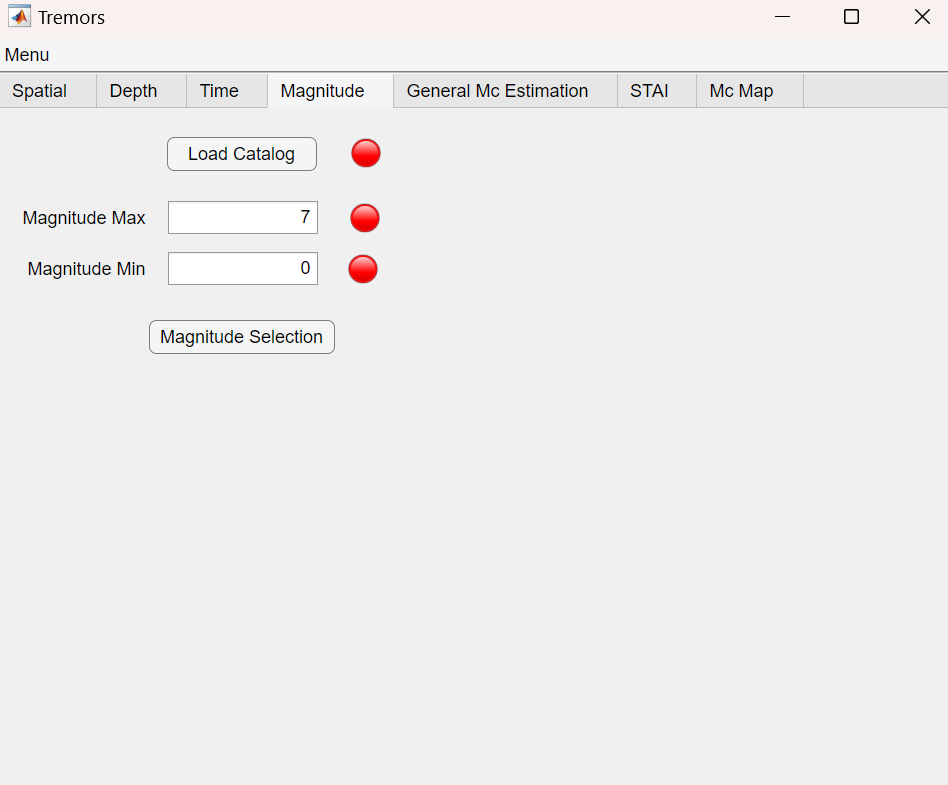 Tremors
Menu
Spatial Depth Time Magnitude General Mc Estimation STAI Mc Map
Load Catalog
Magnitude Max 7
Magnitude Min 0
Magnitude Selection